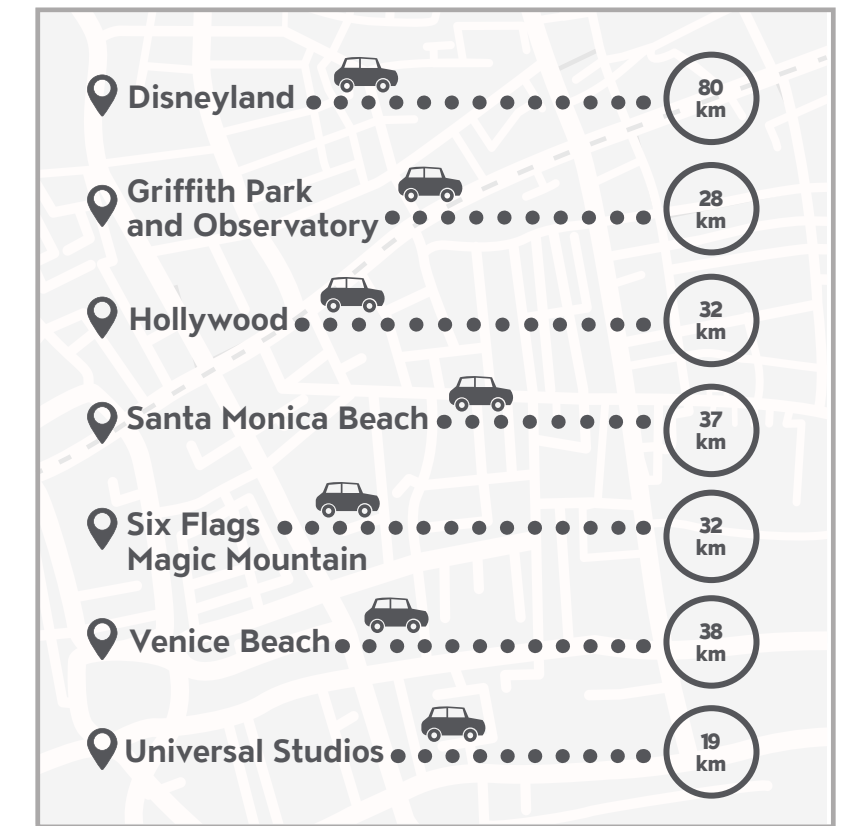 Disneyland
80
km
Griffith Park
and Observatory
28
km
Hollywood
32
km
Santa Monica Beach
37
km
Six Flags
Magic Mountain
32
km
Venice Beach
38
km
Universal Studios
19
km